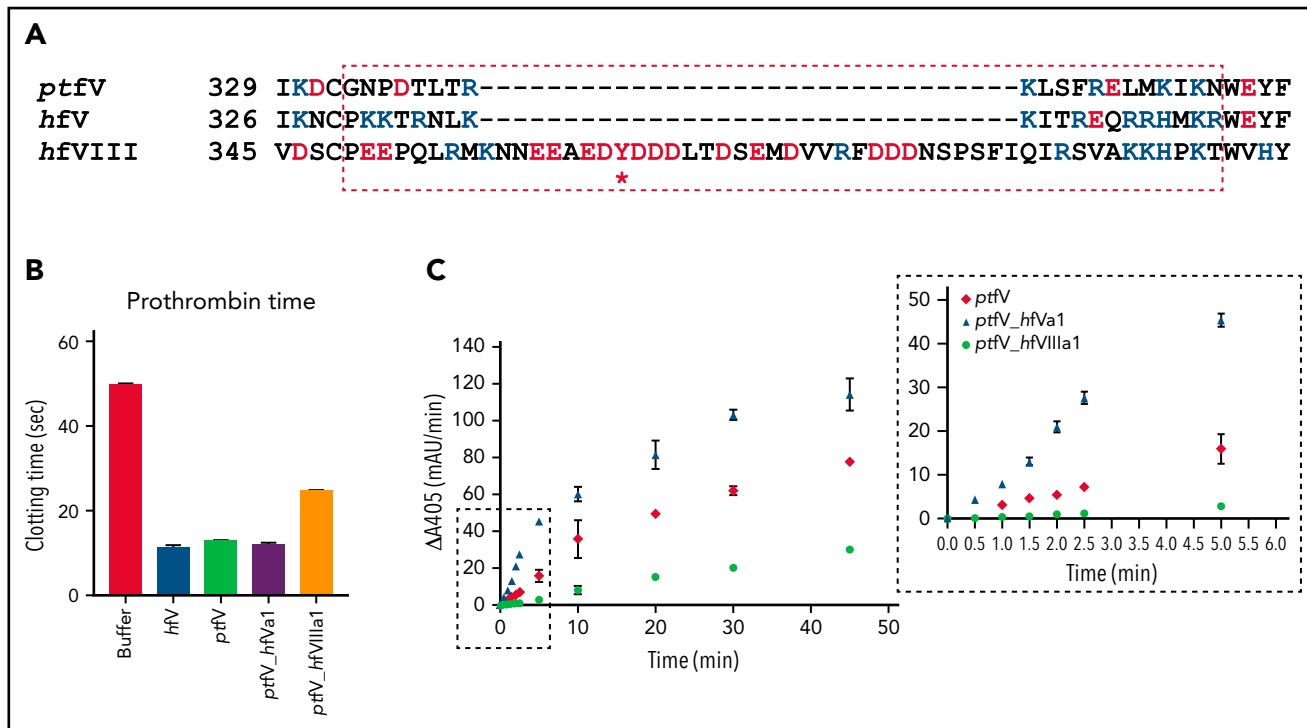 A
ptfV 329 IKDCGNPDTLTR--------------------------------KLSFRELMKIKNWEYF
hfV 326 IKNCPKKTRNLK--------------------------------KITREQRRHMKRWEYF
hfVIII 345 VDSCPEEPQLRMKNNEEAEDYDDDLTDSEMDVVRFDDDNSPSFIQIRSVAKKHPKTWVHY
*
B
Prothrombin time
Clotting time (sec)
60
40
20
0
Buffer
hfV
ptfV
ptfV_hfVa1
ptfV_hfVIIIa1
C
ΔA405 (mAU/min)
140
120
100
80
60
40
20
0
0 10 20 30 40 50
Time (min)
ptfV
ptfV_hfVa1
ptfV_hfVIIIa1
50
40
30
20
10
0
0.0 0.5 1.0 1.5 2.0 2.5 3.0 3.5 4.0 4.5 5.0 5.5 6.0
Time (min)